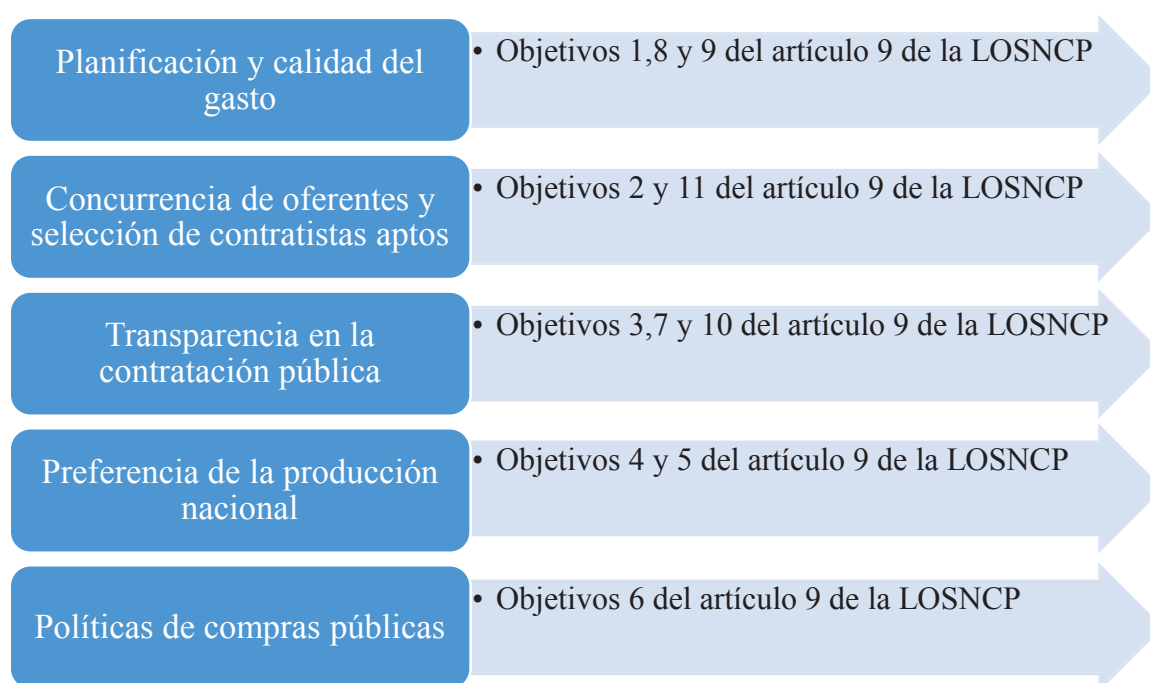 Planificación y calidad del
gasto
• Objetivos 1,8 y 9 del artículo 9 de la LOSNCP
Concurrencia de oferentes y
selección de contratistas aptos
• Objetivos 2 y 11 del artículo 9 de la LOSNCP
Transparencia en la
contratación pública
• Objetivos 3,7 y 10 del artículo 9 de la LOSNCP
Preferencia de la producción
nacional
• Objetivos 4 y 5 del artículo 9 de la LOSNCP
Políticas de compras públicas
• Objetivos 6 del artículo 9 de la LOSNCP